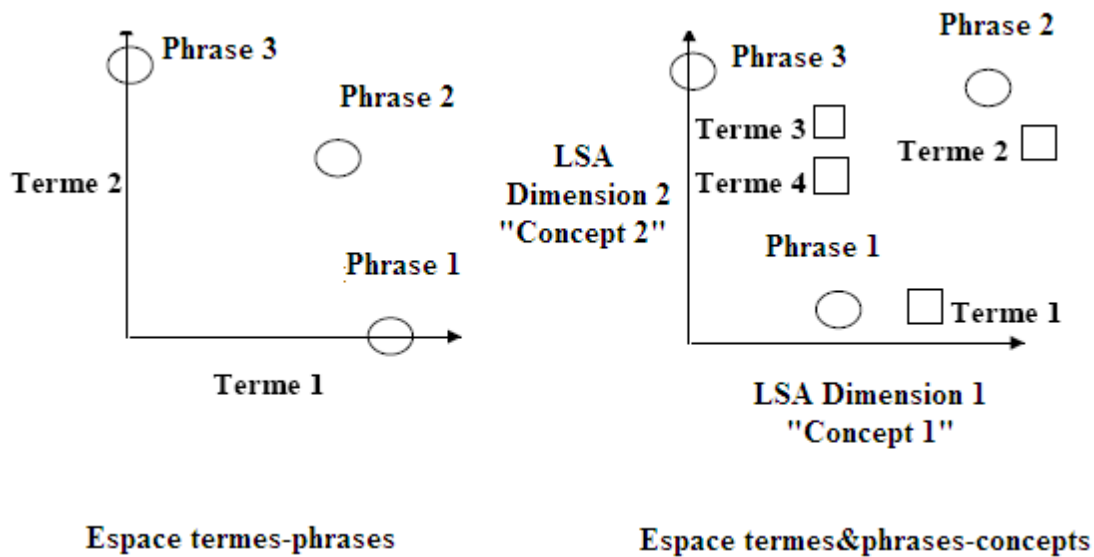 Phrase 3
Phrase 2
Terme 2
Phrase 1
Terme 1
Espace termes-phrases
Phrase 2
Phrase 3
Terme 3
Terme 2
LSA
Dimension 2
"Concept 2"
Terme 4
Phrase 1
Terme 1
LSA Dimension 1
"Concept 1"
Espace termes&phrases-concepts